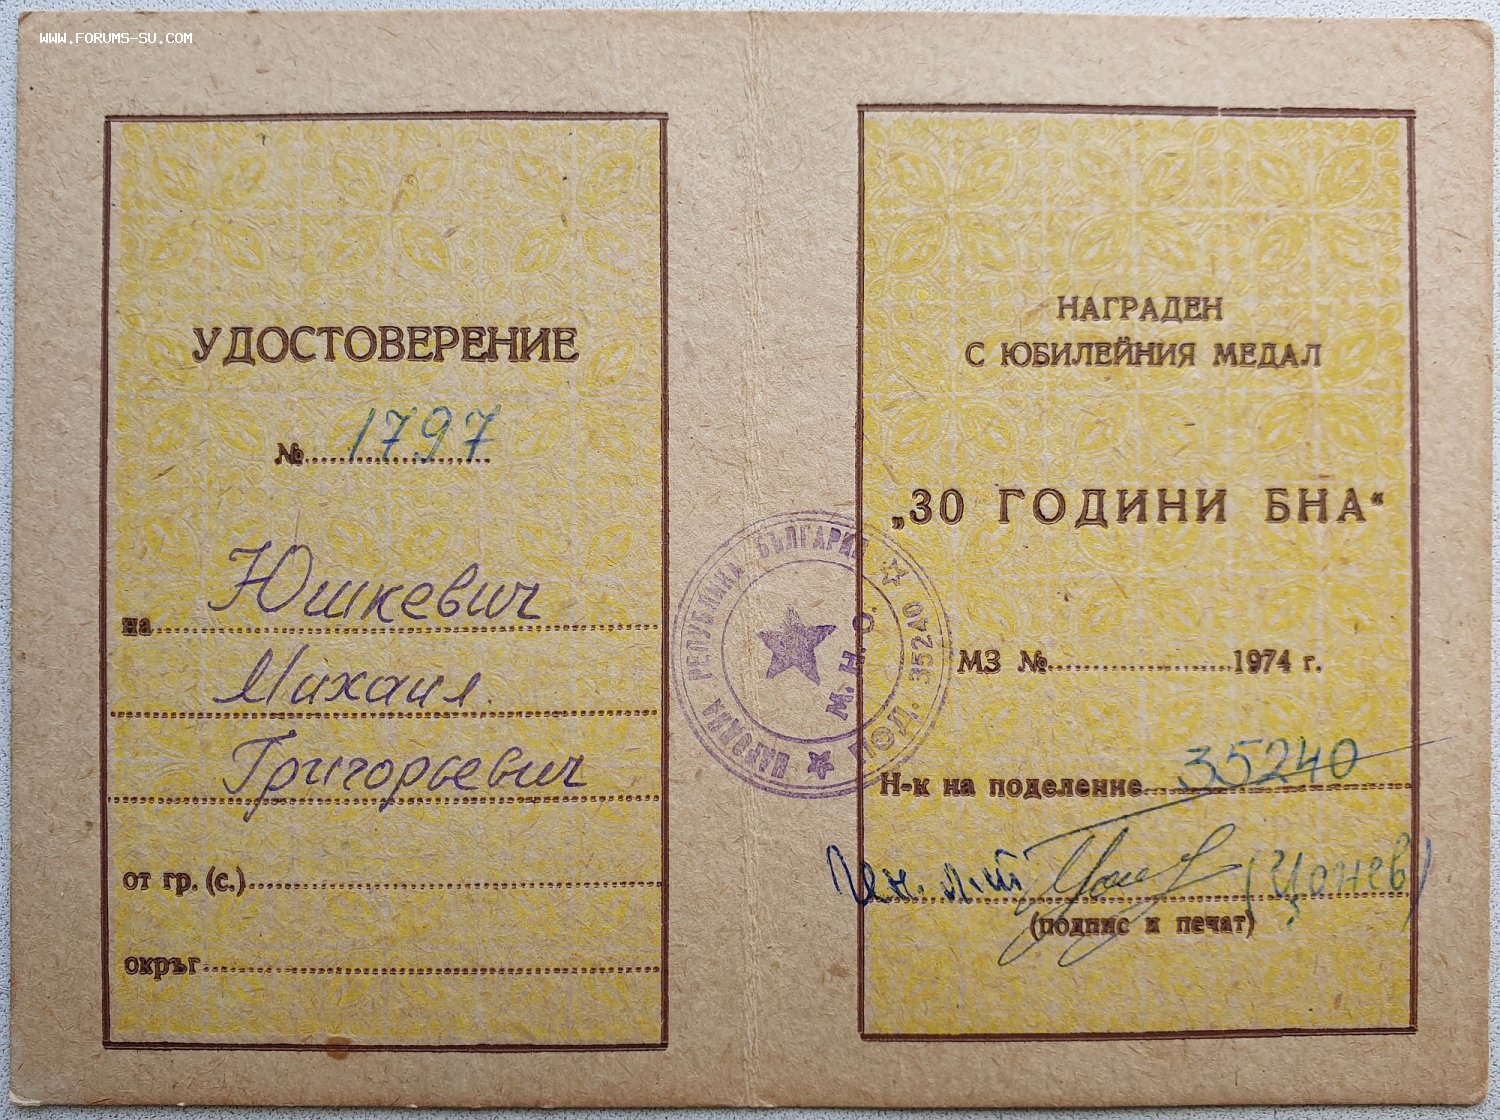 www.forums-su.com
УДОСТОВЕРЕНИЕ
№ 1797
на Юшкевич
Михаил
Григорьевич
от гр. (с.)
окръг
НАРОДНА РЕПУБЛИКА БЪЛГАРИЯ
ПОД. 35240
М. Н. О.
НАГРАДЕН
С ЮБИЛЕЙНИЯ МЕДАЛ
„30 ГОДИНИ БНА“
МЗ № 1974 г.
Н-к на поделение 35240
(Цонев)
(подпис и печат)